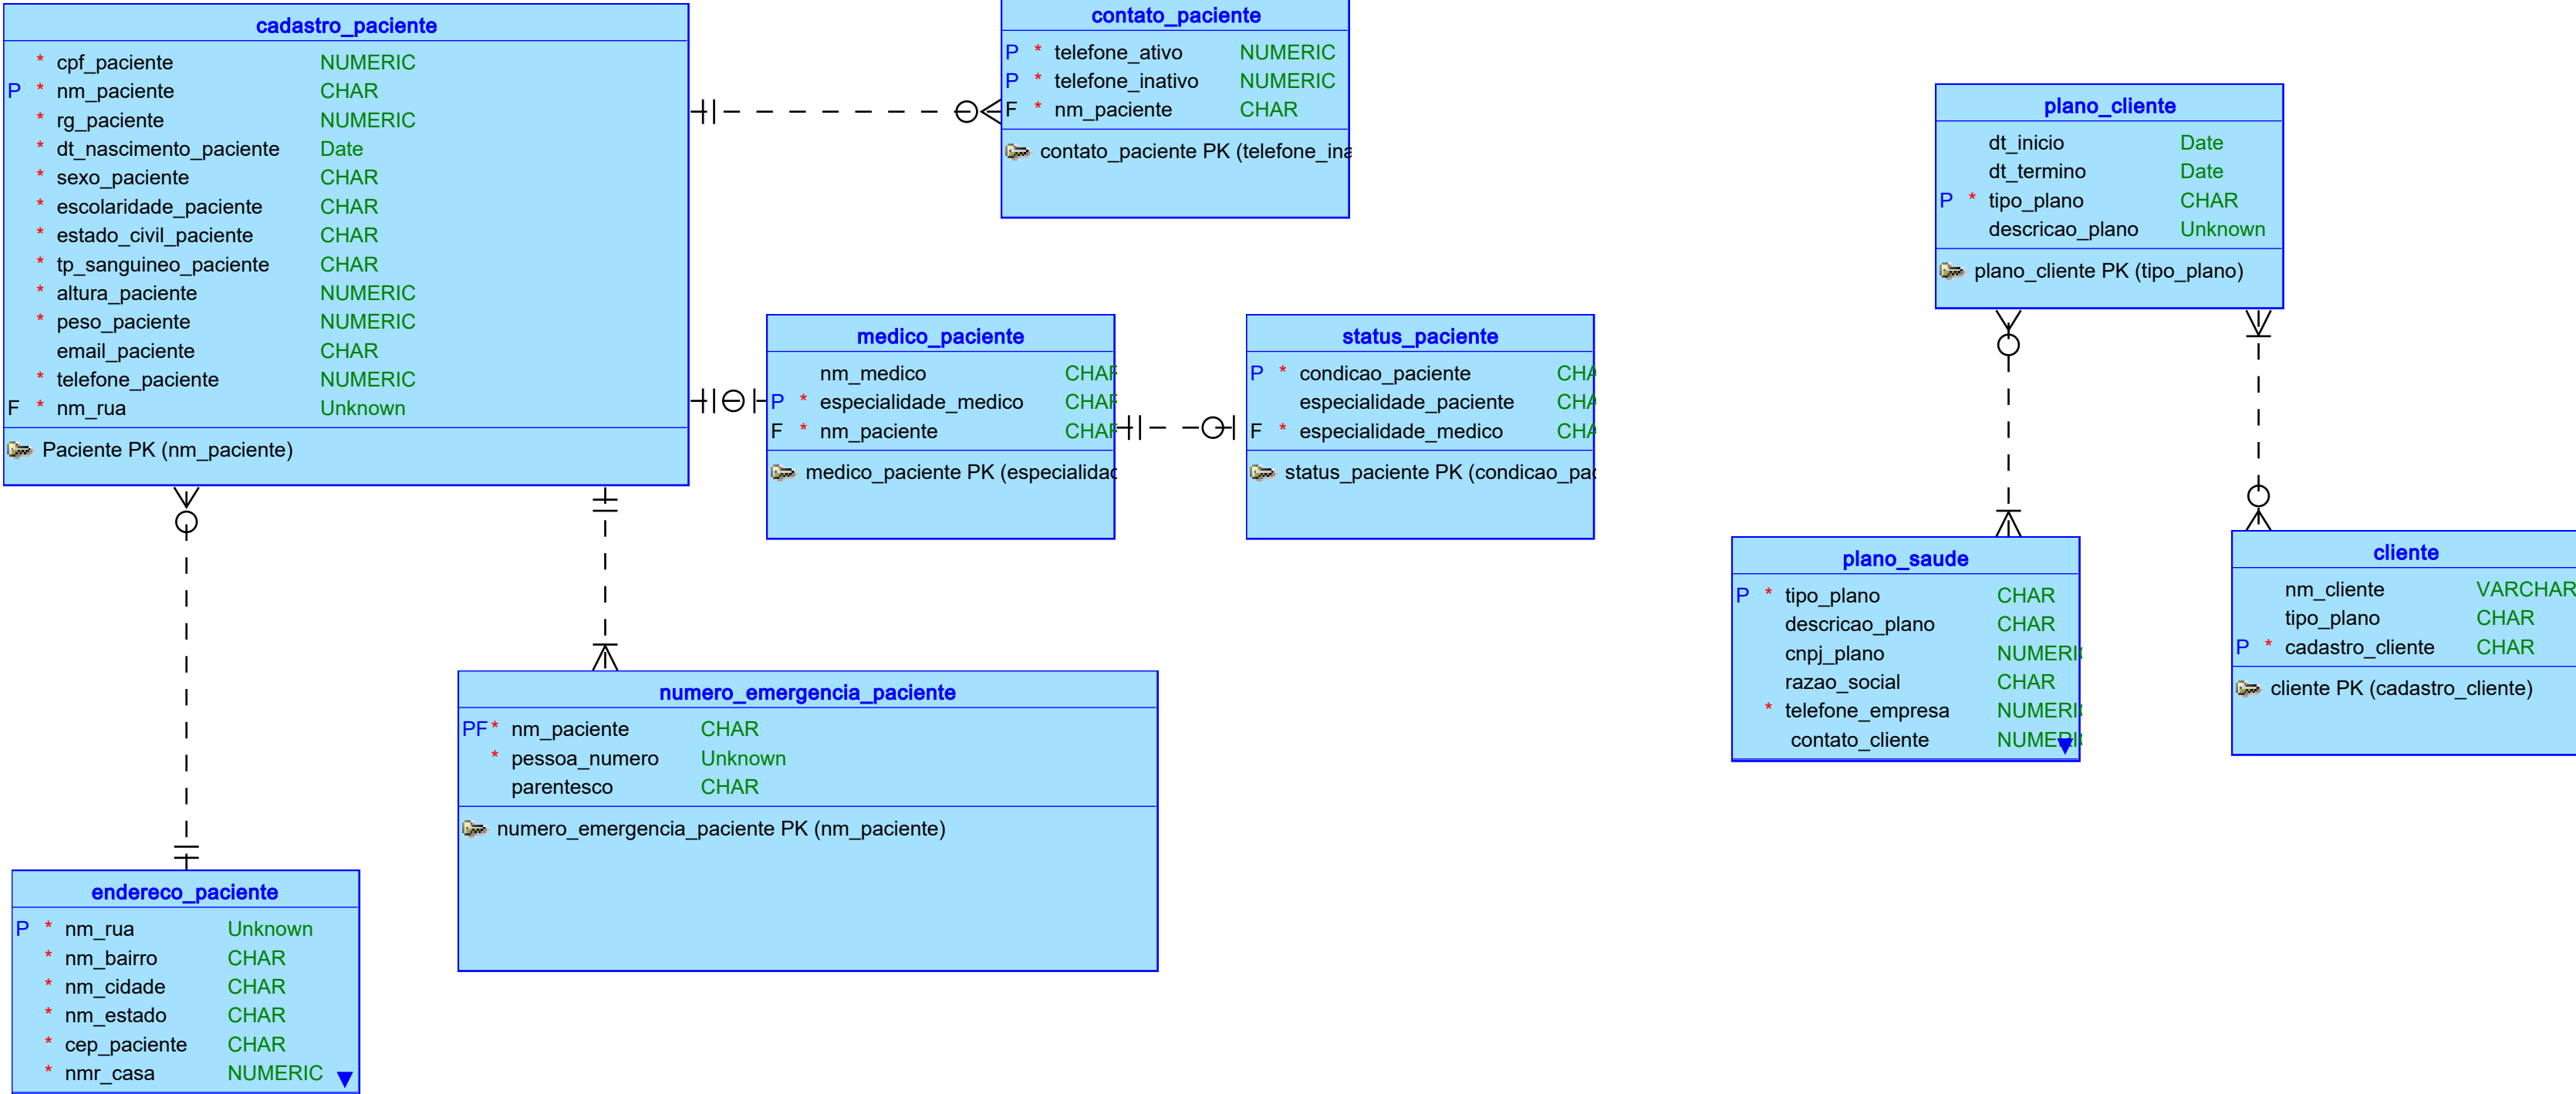 cadastro_paciente
* cpf_paciente NUMERIC
P * nm_paciente CHAR
* rg_paciente NUMERIC
* dt_nascimento_paciente Date
* sexo_paciente CHAR
* escolaridade_paciente CHAR
* estado_civil_paciente CHAR
* tp_sanguineo_paciente CHAR
* altura_paciente NUMERIC
* peso_paciente NUMERIC
email_paciente CHAR
* telefone_paciente NUMERIC
F * nm_rua Unknown
Paciente PK (nm_paciente)
contato_paciente
P * telefone_ativo NUMERIC
P * telefone_inativo NUMERIC
F * nm_paciente CHAR
contato_paciente PK (telefone_ina
medico_paciente
nm_medico CHAR
P * especialidade_medico CHAR
F * nm_paciente CHAR
medico_paciente PK (especialidad
status_paciente
P * condicao_paciente CHA
especialidade_paciente CHA
F * especialidade_medico CHA
status_paciente PK (condicao_pac
plano_cliente
dt_inicio Date
dt_termino Date
P * tipo_plano CHAR
descricao_plano Unknown
plano_cliente PK (tipo_plano)
plano_saude
P * tipo_plano CHAR
descricao_plano CHAR
cnpj_plano NUMERI
razao_social CHAR
* telefone_empresa NUMERI
contato_cliente NUMERI
cliente
nm_cliente VARCHAR
tipo_plano CHAR
P * cadastro_cliente CHAR
cliente PK (cadastro_cliente)
numero_emergencia_paciente
PF * nm_paciente CHAR
* pessoa_numero Unknown
parentesco CHAR
numero_emergencia_paciente PK (nm_paciente)
endereco_paciente
P * nm_rua Unknown
* nm_bairro CHAR
* nm_cidade CHAR
* nm_estado CHAR
* cep_paciente CHAR
* nmr_casa NUMERIC